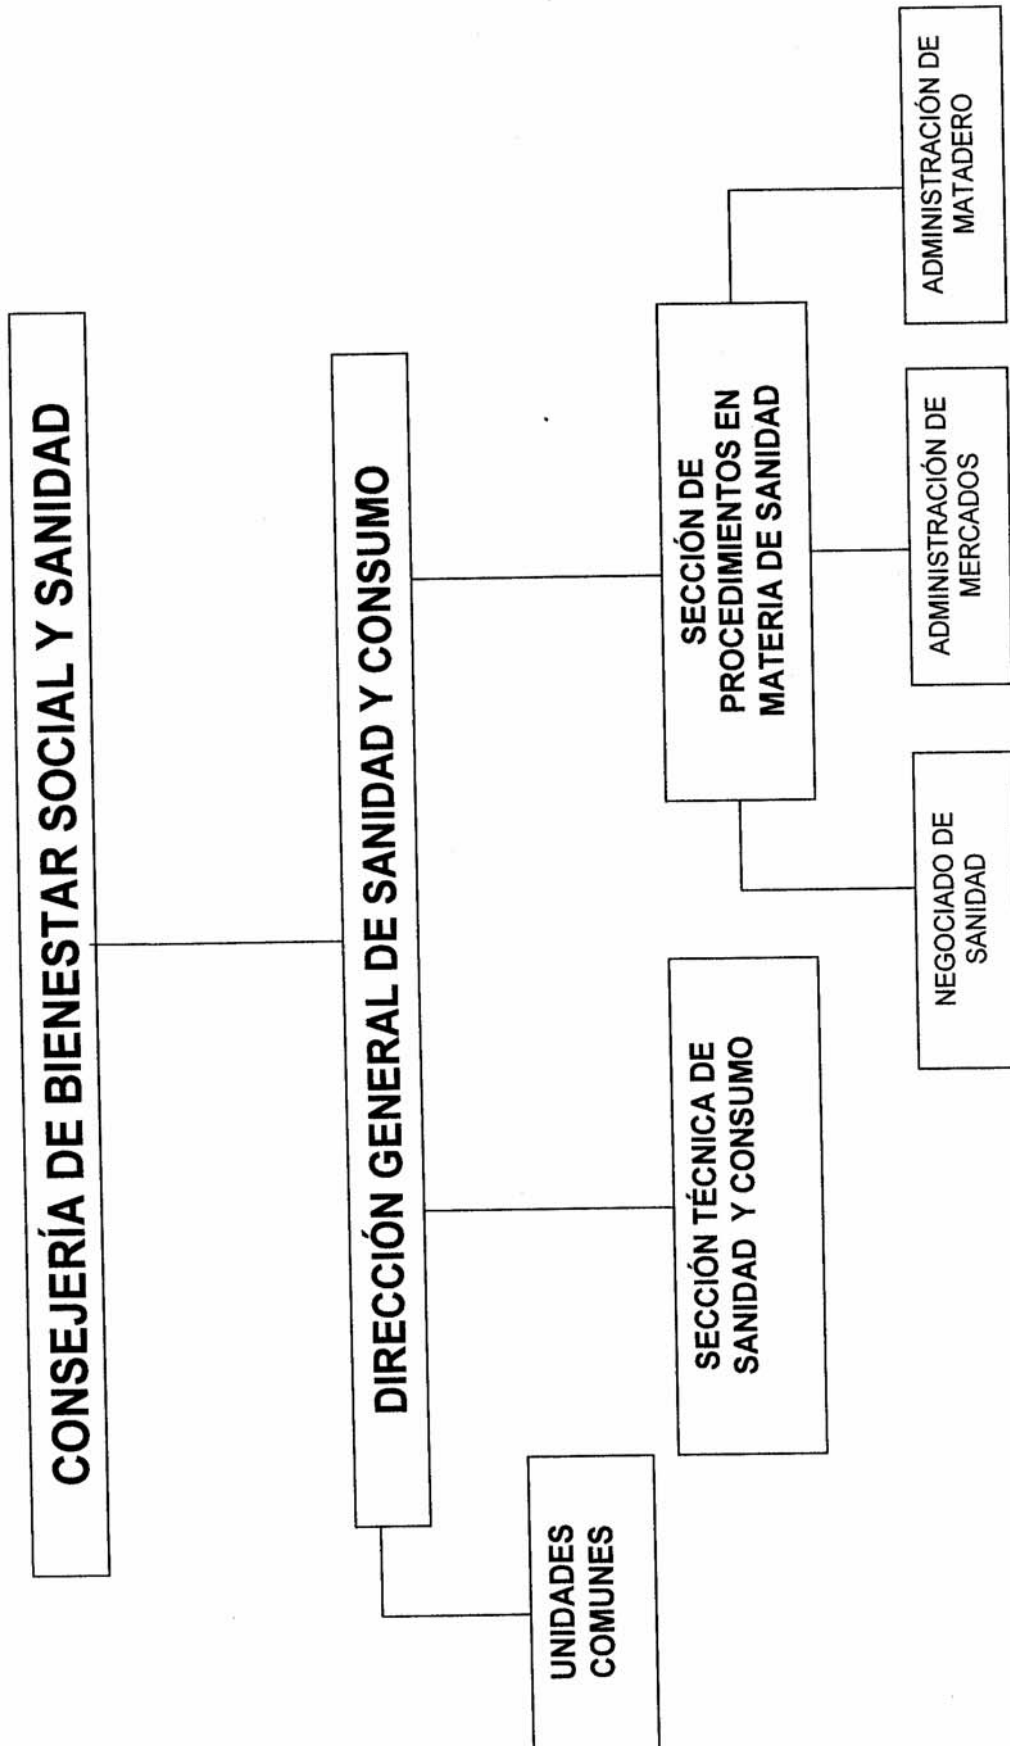 CONSEJERÍA DE BIENESTAR SOCIAL Y SANIDAD
DIRECCIÓN GENERAL DE SANIDAD Y CONSUMO
UNIDADES
COMUNES
SECCIÓN TÉCNICA DE
SANIDAD Y CONSUMO
SECCIÓN DE
PROCEDIMIENTOS EN
MATERIA DE SANIDAD
NEGOCIADO DE
SANIDAD
ADMINISTRACIÓN DE
MERCADOS
ADMINISTRACIÓN DE
MATADERO